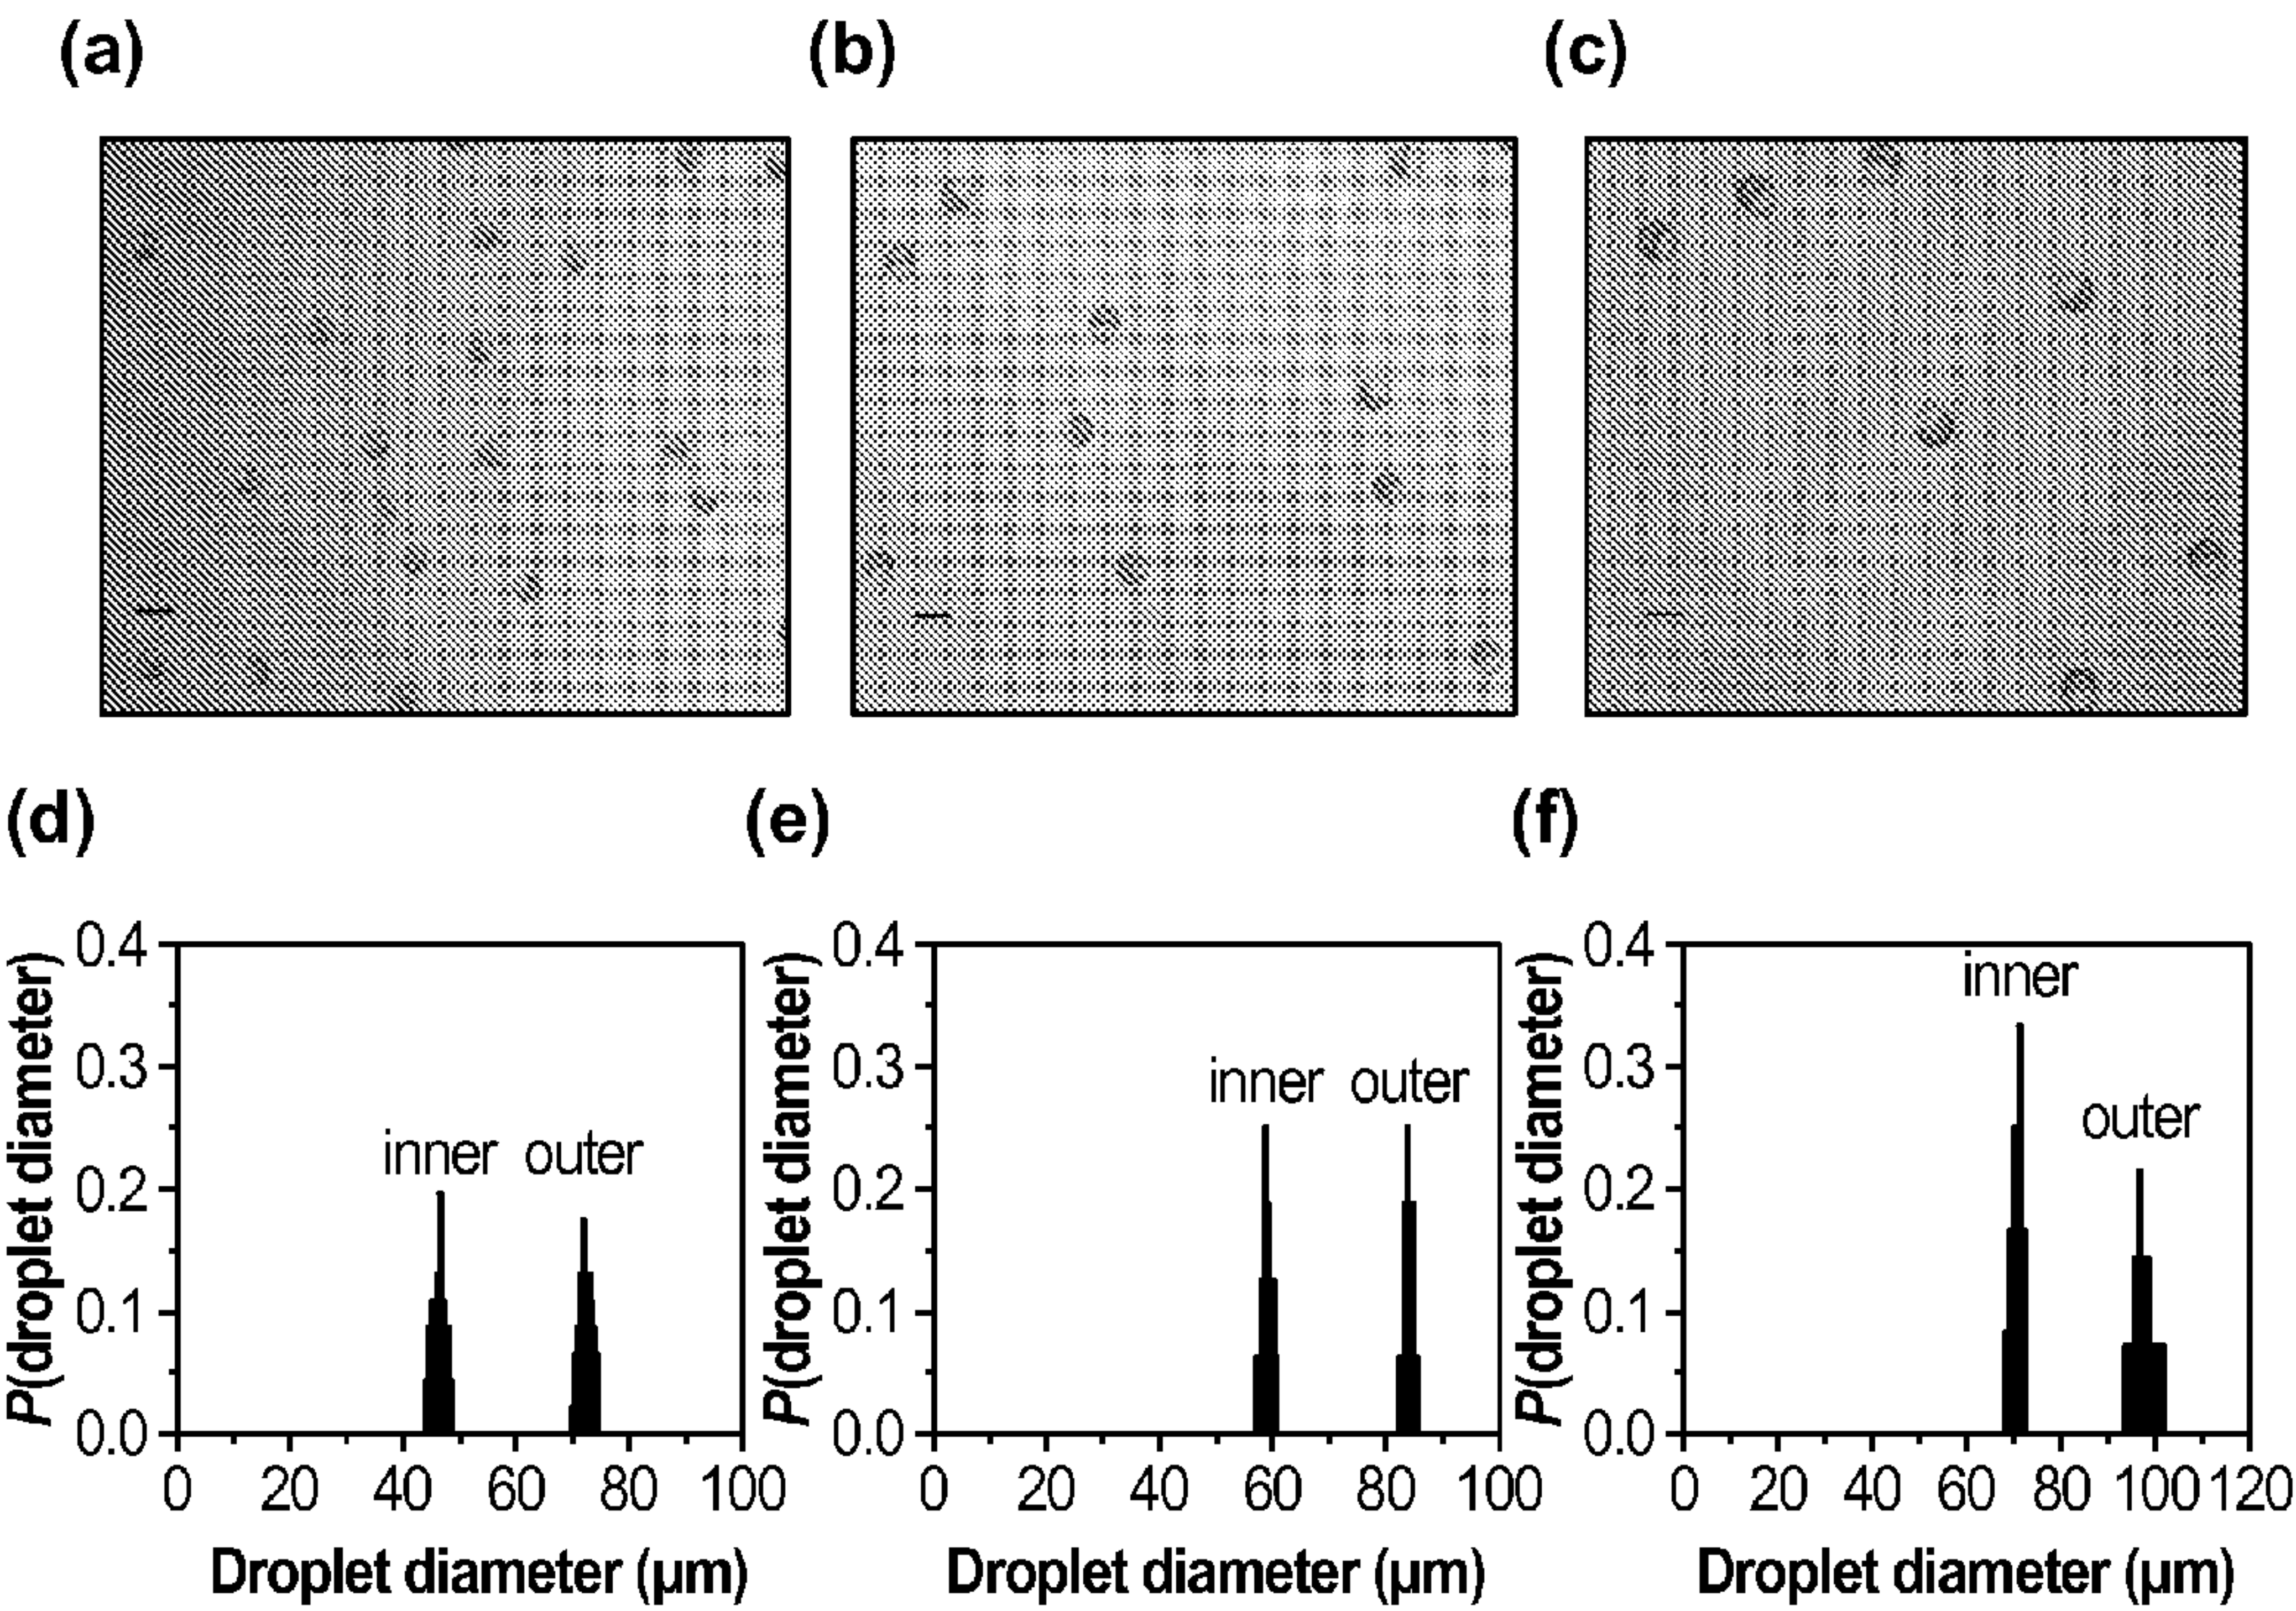 (a) (b) (c)
(d) (e) (f)
P(droplet diameter)
0.4
0.3
0.2
0.1
0.0
inner outer
0 20 40 60 80 100
Droplet diameter (µm)
P(droplet diameter)
0.4
0.3
0.2
0.1
0.0
inner outer
0 20 40 60 80 100
Droplet diameter (µm)
P(droplet diameter)
0.4
0.3
0.2
0.1
0.0
inner
outer
0 20 40 60 80 100 120
Droplet diameter (µm)